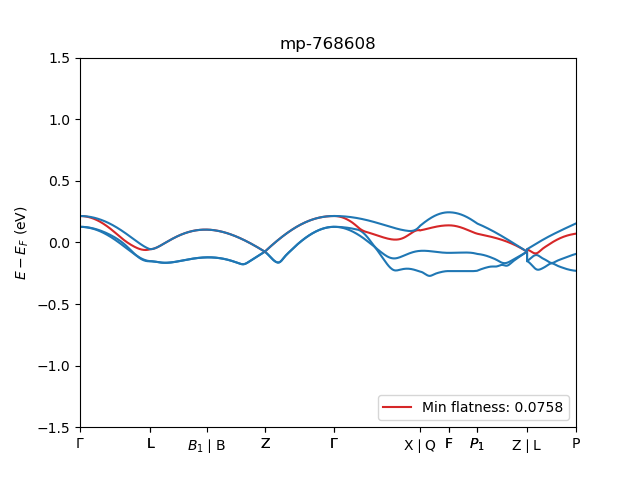 mp-768608
1.5
1.0
0.5
0.0
−0.5
−1.0
−1.5
E − E_F (eV)
Min flatness: 0.0758
Γ L B₁ | B Z Γ X | Q F P₁ Z | L P